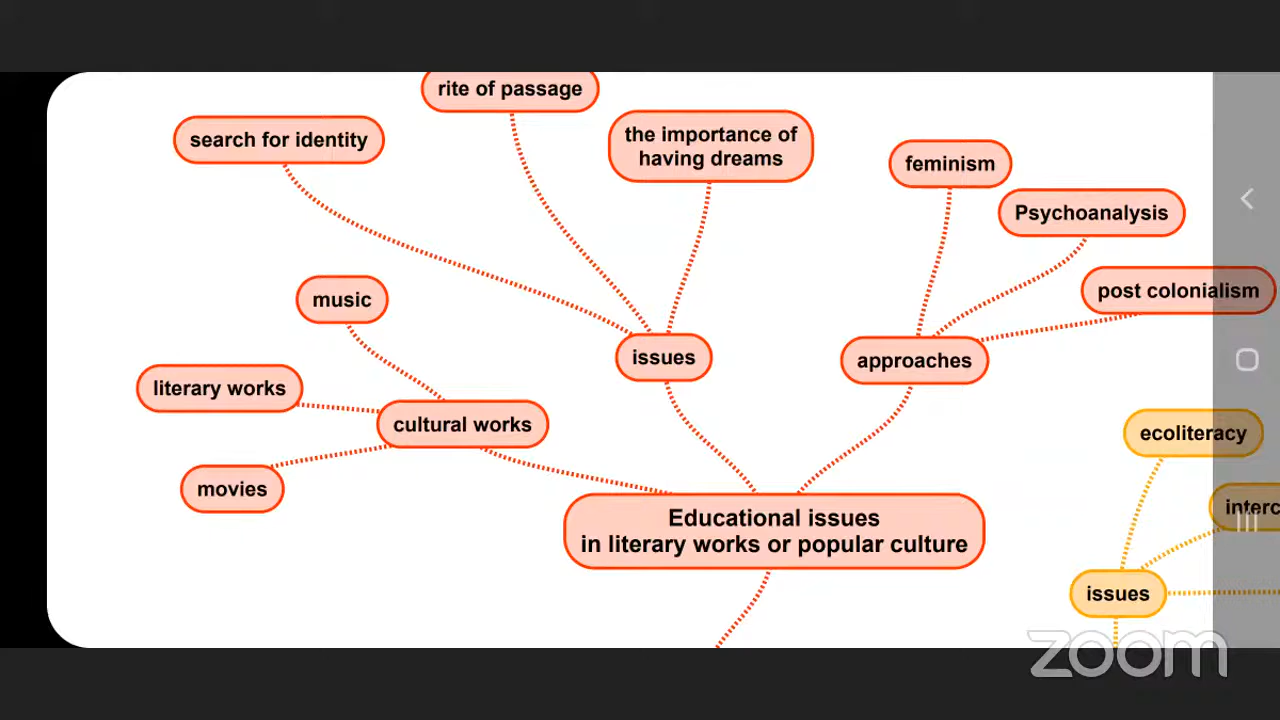 rite of passage
search for identity
the importance of
having dreams
feminism
Psychoanalysis
post colonialism
music
issues
approaches
literary works
cultural works
ecoliteracy
movies
Educational issues
in literary works or popular culture
issues
zoom